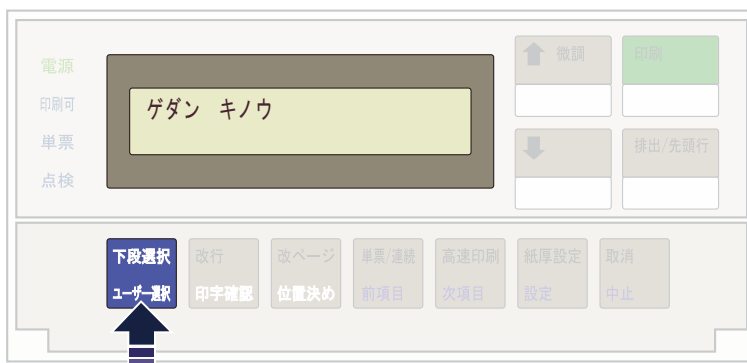 電源
印刷可
単票
点検
ゲダン キノウ
微調
印刷
排出/先頭行
下段選択 改行 改ページ 単票/連続 高速印刷 紙厚設定 取消
ユーザー選択 印字確認 位置決め 前項目 次項目 設定 中止